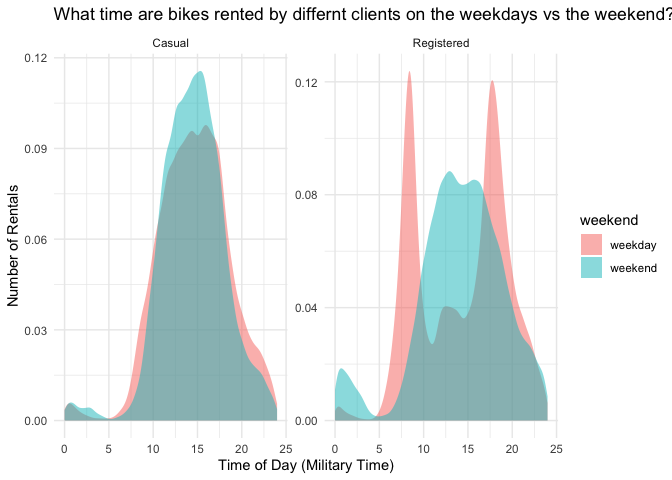 What time are bikes rented by differnt clients on the weekdays vs the weekend?
Casual
Registered
0.12
0.09
0.06
0.03
0.00
0.12
0.08
0.04
0.00
Number of Rentals
0 5 10 15 20 25
0 5 10 15 20 25
Time of Day (Military Time)
weekend
weekday
weekend